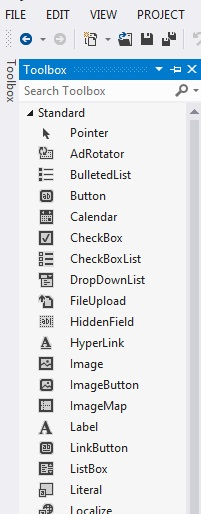 FILE EDIT VIEW PROJECT
Toolbox
Toolbox
Search Toolbox
Standard
Pointer
AdRotator
BulletedList
Button
Calendar
CheckBox
CheckBoxList
DropDownList
FileUpload
HiddenField
HyperLink
Image
ImageButton
ImageMap
Label
LinkButton
ListBox
Literal
Localize